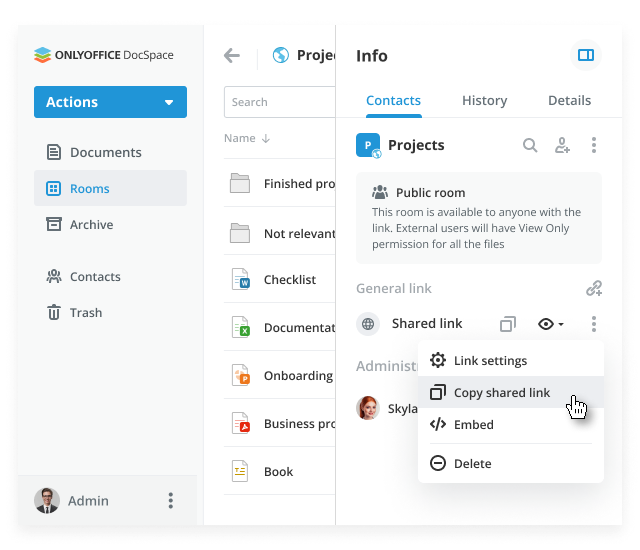 ONLYOFFICE DocSpace
Actions
Documents
Rooms
Archive
Contacts
Trash
Admin
Projec
Search
Name
Finished pro
Not relevant
Checklist
Documentat
Onboarding
Business pro
Book
Info
Contacts
History
Details
P
Projects
Public room
This room is available to anyone with the
link. External users will have View Only
permission for all the files
General link
Shared link
Administ
Skyla
Link settings
Copy shared link
Embed
Delete